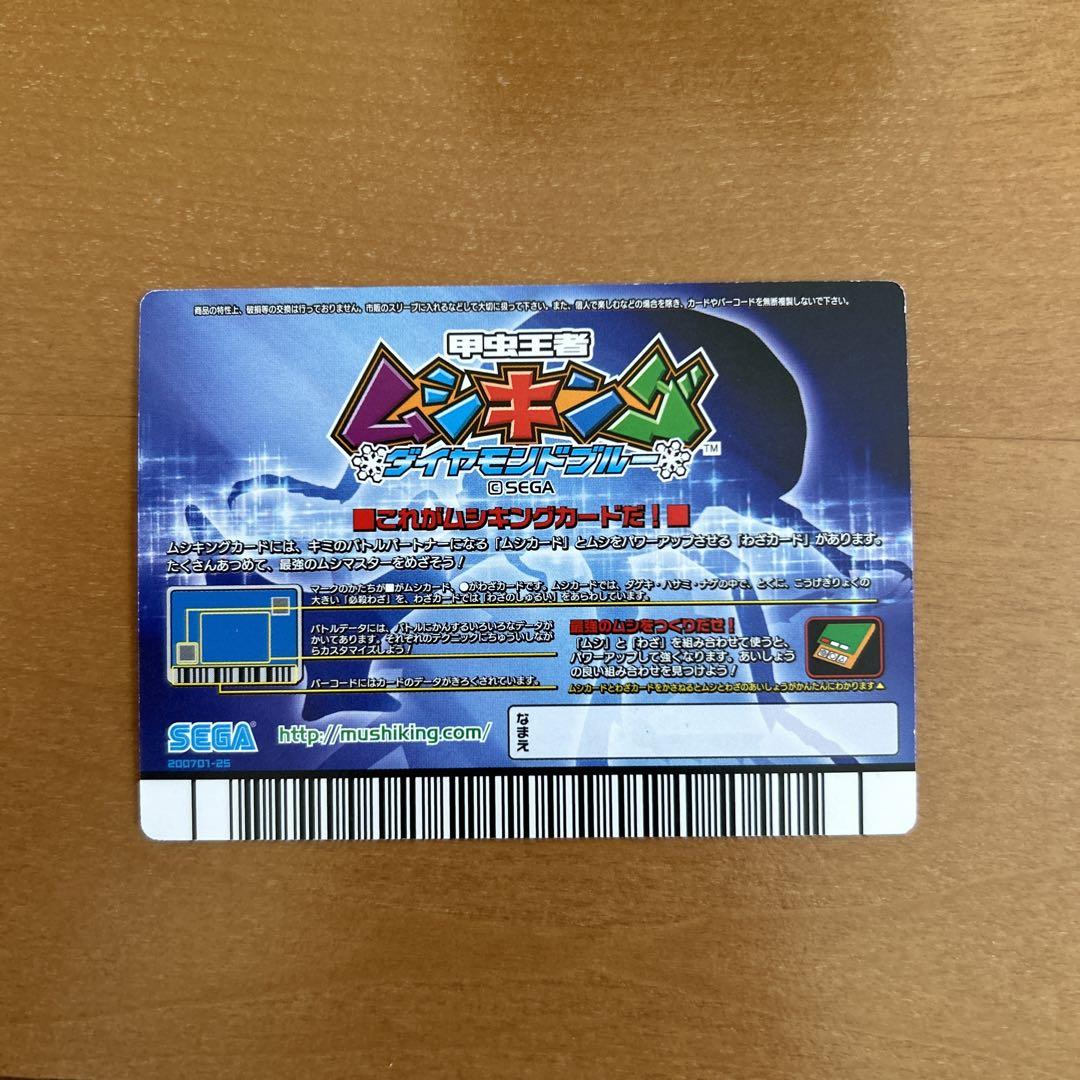 商品の特性上、破損等の交換は行っておりません。市販のスリーブに入れるなどして大切に扱って下さい。また、個人で楽しむなどの場合を除き、カードやバーコードを無断複製しないで下さい。
甲虫王者
ムシキング
ダイヤモンドブルー
TM
©SEGA
■これがムシキングカードだ！■
ムシキングカードには、キミのバトルパートナーになる「ムシカード」とムシをパワーアップさせる「わざカード」があります。
たくさんあつめて、最強のムシマスターをめざそう！
マークのかたちが■がムシカード、●がわざカードです。ムシカードでは、ダゲキ・ハサミ・ナゲの中で、とくに、こうげきりょくの
大きい「必殺わざ」を、わざカードでは「わざのしゅるい」をあらわしています。
バトルデータには、バトルにかんするいろいろなデータが
かいてあります。それぞれのテクニックにちゅういしなが
らカスタマイズしよう！
バーコードにはカードのデータがきろくされています。
最強のムシをつくりだせ！
「ムシ」と「わざ」を組み合わせて使うと、
パワーアップして強くなります。あいしょう
の良い組み合わせを見つけよう！
ムシカードとわざカードをかさねるとムシとわざのあいしょうがかんたんにわかります▲
SEGA®
200701-25
http://mushiking.com/
なまえ